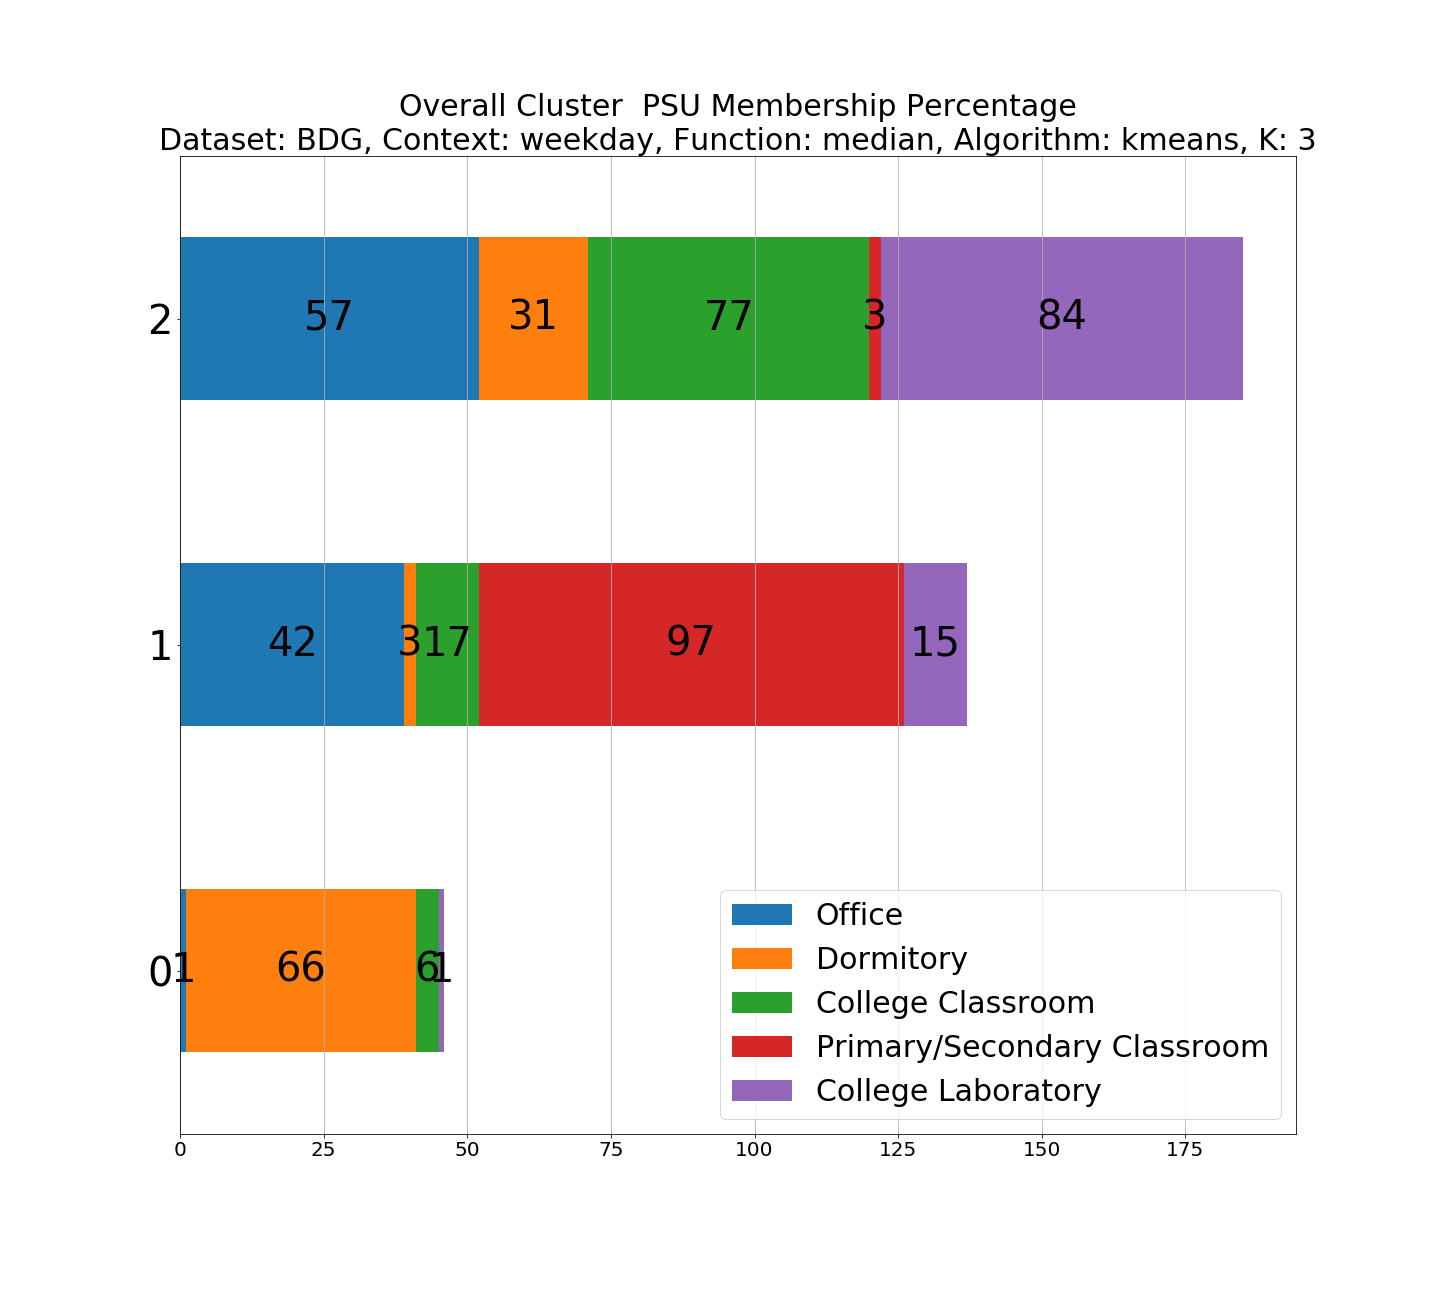 Overall Cluster  PSU Membership Percentage
Dataset: BDG, Context: weekday, Function: median, Algorithm: kmeans, K: 3
2
57 31 77 3 84
1
42 3 17 97 15
0
1 66 6 1
Office
Dormitory
College Classroom
Primary/Secondary Classroom
College Laboratory
0 25 50 75 100 125 150 175